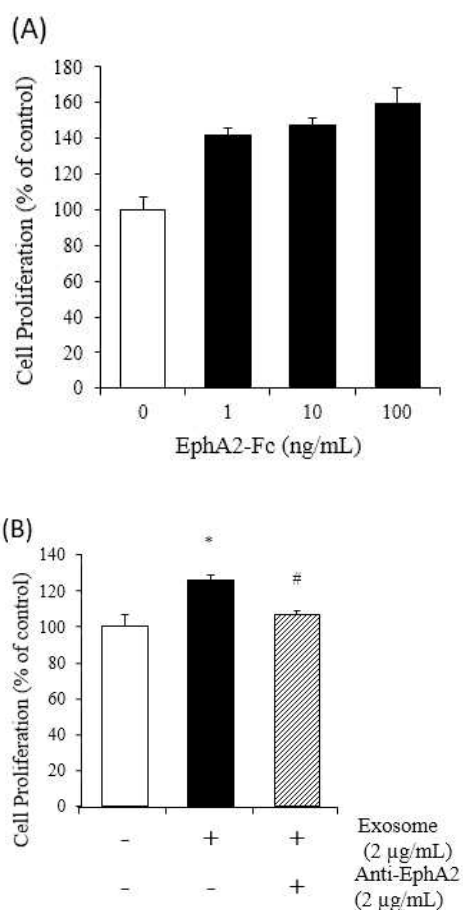 (A)
Cell Proliferation (% of control)
180
160
140
120
100
80
60
40
20
0
0 1 10 100
EphA2-Fc (ng/mL)
(B)
Cell Proliferation (% of control)
140
120
100
80
60
40
20
0
*
#
- + + Exosome
(2 µg/mL)
- - + Anti-EphA2
(2 µg/mL)